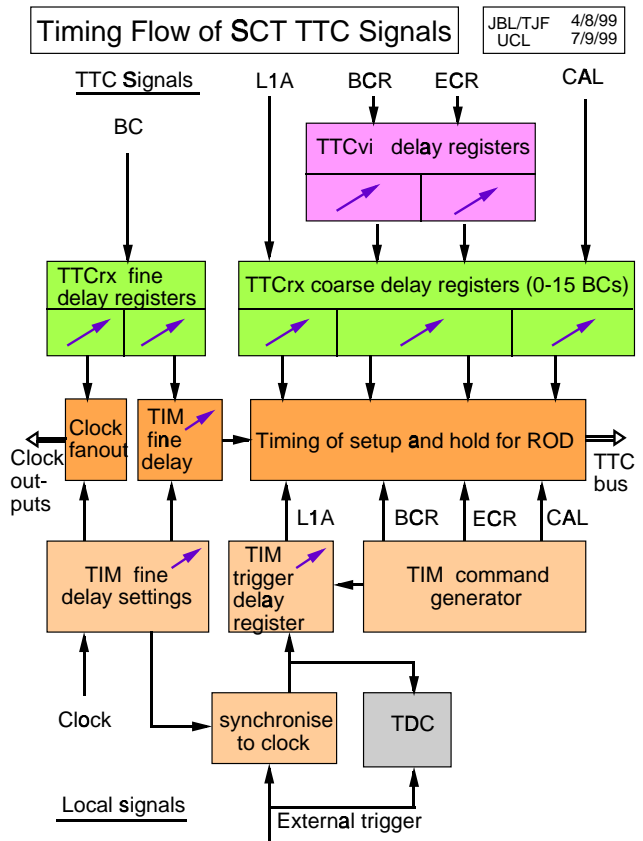 Timing Flow of SCT TTC Signals
JBL/TJF 4/8/99
UCL 7/9/99
TTC Signals
L1A
BCR
ECR
CAL
BC
TTCvi delay registers
TTCrx fine
delay registers
TTCrx coarse delay registers (0-15 BCs)
Clock
fanout
TIM
fine
delay
Timing of setup and hold for ROD
Clock
out-
puts
TTC
bus
L1A
BCR
ECR
CAL
TIM fine
delay settings
TIM
trigger
delay
register
TIM command
generator
Clock
synchronise
to clock
TDC
Local signals
External trigger